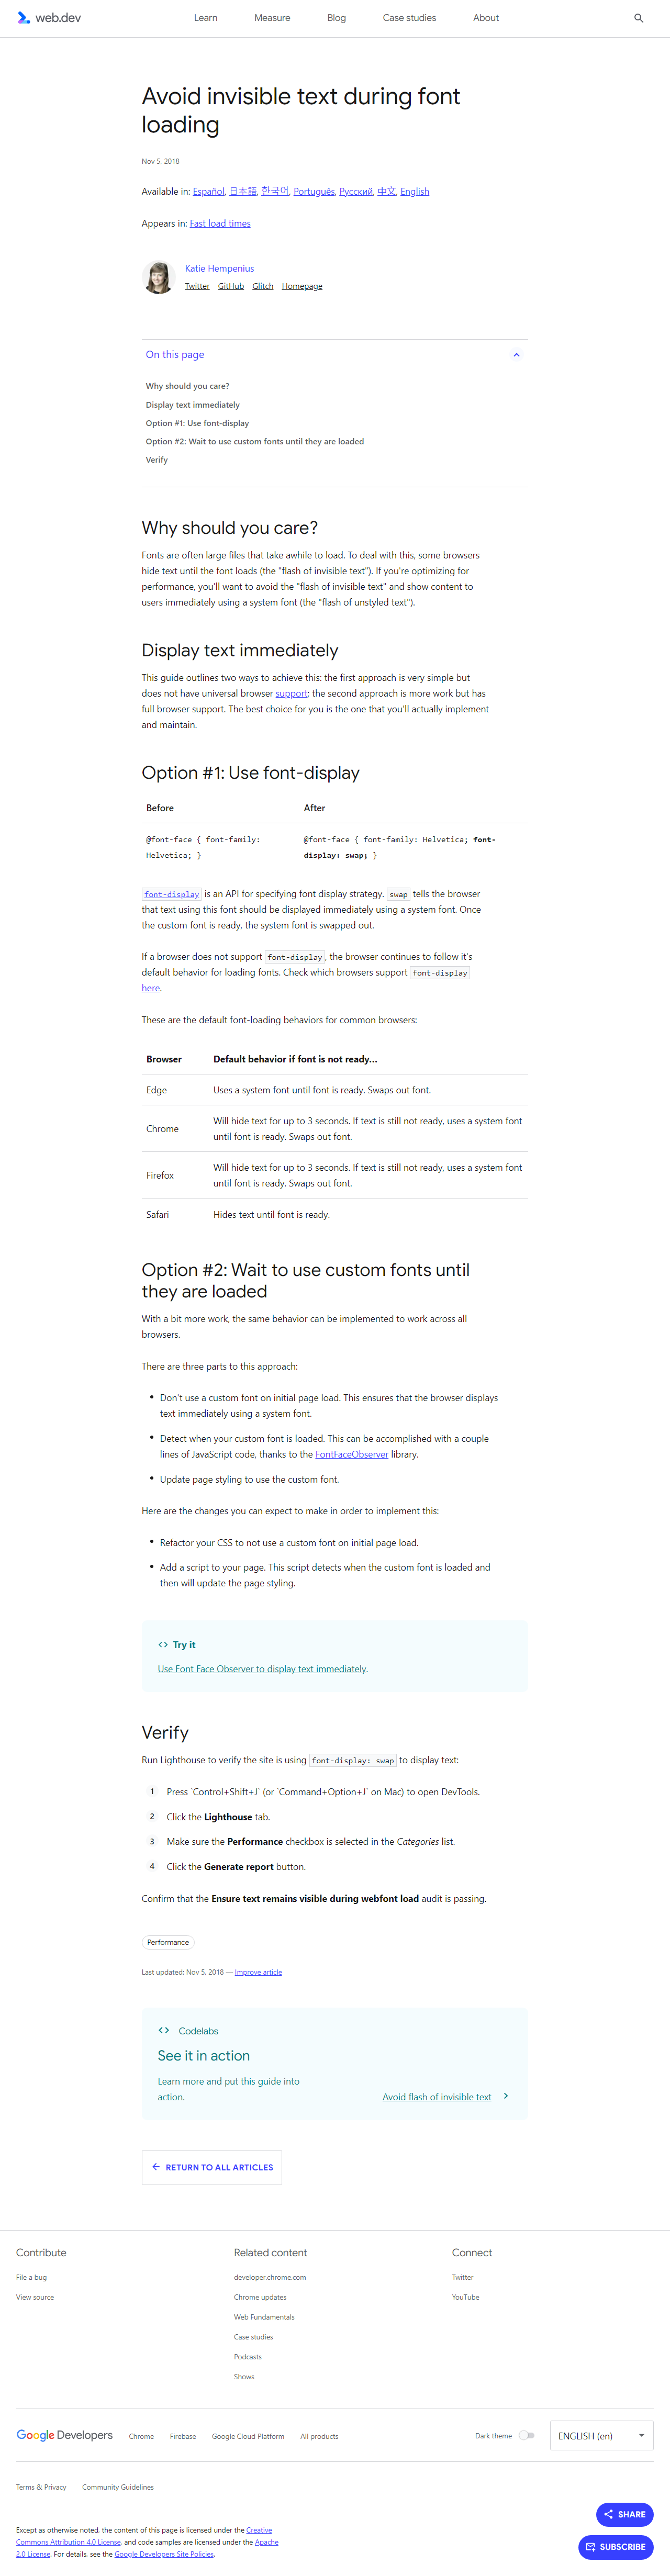 web.dev
Learn
Measure
Blog
Case studies
About
Avoid invisible text during font
loading
Nov 5, 2018
Available in: Español, 日本語, 한국어, Português, Русский, 中文, English
Appears in: Fast load times
Katie Hempenius
Twitter GitHub Glitch Homepage
On this page
Why should you care?
Display text immediately
Option #1: Use font-display
Option #2: Wait to use custom fonts until they are loaded
Verify
Why should you care?
Fonts are often large files that take awhile to load. To deal with this, some browsers
hide text until the font loads (the "flash of invisible text"). If you're optimizing for
performance, you'll want to avoid the "flash of invisible text" and show content to
users immediately using a system font (the "flash of unstyled text").
Display text immediately
This guide outlines two ways to achieve this: the first approach is very simple but
does not have universal browser support; the second approach is more work but has
full browser support. The best choice for you is the one that you'll actually implement
and maintain.
Option #1: Use font-display
Before After
@font-face { font-family: @font-face { font-family: Helvetica; font-
Helvetica; } display: swap; }
font-display is an API for specifying font display strategy. swap tells the browser
that text using this font should be displayed immediately using a system font. Once
the custom font is ready, the system font is swapped out.
If a browser does not support font-display, the browser continues to follow it's
default behavior for loading fonts. Check which browsers support font-display
here.
These are the default font-loading behaviors for common browsers:
Browser Default behavior if font is not ready...
Edge Uses a system font until font is ready. Swaps out font.
Chrome Will hide text for up to 3 seconds. If text is still not ready, uses a system font
until font is ready. Swaps out font.
Firefox Will hide text for up to 3 seconds. If text is still not ready, uses a system font
until font is ready. Swaps out font.
Safari Hides text until font is ready.
Option #2: Wait to use custom fonts until
they are loaded
With a bit more work, the same behavior can be implemented to work across all
browsers.
There are three parts to this approach:
• Don't use a custom font on initial page load. This ensures that the browser displays
text immediately using a system font.
• Detect when your custom font is loaded. This can be accomplished with a couple
lines of JavaScript code, thanks to the FontFaceObserver library.
• Update page styling to use the custom font.
Here are the changes you can expect to make in order to implement this:
• Refactor your CSS to not use a custom font on initial page load.
• Add a script to your page. This script detects when the custom font is loaded and
then will update the page styling.
Try it
Use Font Face Observer to display text immediately.
Verify
Run Lighthouse to verify the site is using font-display: swap to display text:
1 Press `Control+Shift+J` (or `Command+Option+J` on Mac) to open DevTools.
2 Click the Lighthouse tab.
3 Make sure the Performance checkbox is selected in the Categories list.
4 Click the Generate report button.
Confirm that the Ensure text remains visible during webfont load audit is passing.
Performance
Last updated: Nov 5, 2018 — Improve article
Codelabs
See it in action
Learn more and put this guide into
action.
Avoid flash of invisible text
RETURN TO ALL ARTICLES
Contribute
File a bug
View source
Related content
developer.chrome.com
Chrome updates
Web Fundamentals
Case studies
Podcasts
Shows
Connect
Twitter
YouTube
Google Developers
Chrome
Firebase
Google Cloud Platform
All products
Dark theme
ENGLISH (en)
Terms & Privacy
Community Guidelines
SHARE
SUBSCRIBE
Except as otherwise noted, the content of this page is licensed under the Creative
Commons Attribution 4.0 License, and code samples are licensed under the Apache
2.0 License. For details, see the Google Developers Site Policies.